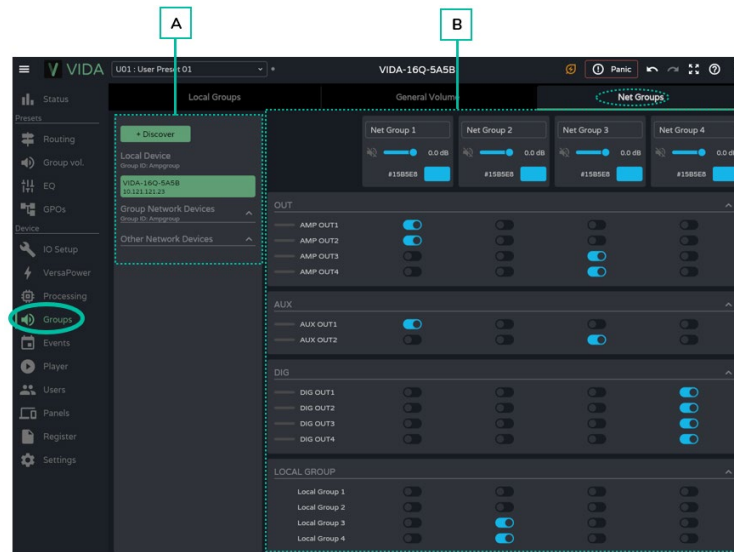 A
B
VIDA
U01 : User Preset 01
VIDA-16Q-5A5B
Panic
Status
Presets
Routing
Group vol.
EQ
GPOs
Device
IO Setup
VersaPower
Processing
Groups
Events
Player
Users
Panels
Register
Settings
Local Groups
General Volume
Net Groups
+ Discover
Local Device
Group ID: Ampgroup
VIDA-16Q-5A5B
10.121.121.23
Group Network Devices
Group ID: Ampgroup
Other Network Devices
Net Group 1
Net Group 2
Net Group 3
Net Group 4
0.0 dB
0.0 dB
0.0 dB
0.0 d
#15B5E8
#15B5E8
#15B5E8
#15B5E8
OUT
AMP OUT1
AMP OUT2
AMP OUT3
AMP OUT4
AUX
AUX OUT1
AUX OUT2
DIG
DIG OUT1
DIG OUT2
DIG OUT3
DIG OUT4
LOCAL GROUP
Local Group 1
Local Group 2
Local Group 3
Local Group 4